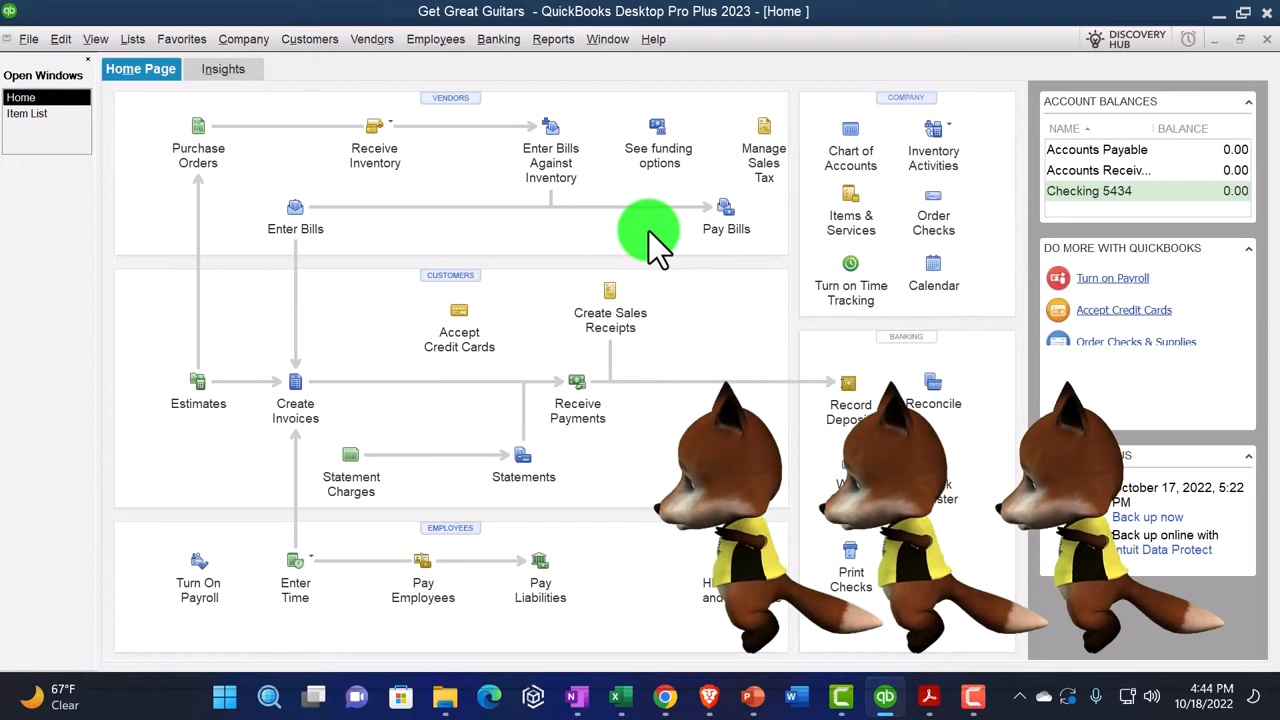 Get Great Guitars - QuickBooks Desktop Pro Plus 2023 - [Home ]
File Edit View Lists Favorites Company Customers Vendors Employees Banking Reports Window Help
DISCOVERY
HUB
Open Windows
Home
Item List
Home Page
Insights
VENDORS
Purchase
Orders
Receive
Inventory
Enter Bills
Against
Inventory
See funding
options
Manage
Sales
Tax
Enter Bills
Pay Bills
CUSTOMERS
Accept
Credit Cards
Create Sales
Receipts
Estimates
Create
Invoices
Receive
Payments
Statement
Charges
Statements
EMPLOYEES
Turn On
Payroll
Enter
Time
Pay
Employees
Pay
Liabilities
COMPANY
Chart of
Accounts
Inventory
Activities
Items &
Services
Order
Checks
Turn on Time
Tracking
Calendar
BANKING
Record
Reconcile
Print
Checks
ACCOUNT BALANCES
NAME BALANCE
Accounts Payable 0.00
Accounts Receiv... 0.00
Checking 5434 0.00
DO MORE WITH QUICKBOOKS
Turn on Payroll
Accept Credit Cards
Order Checks & Supplies
October 17, 2022, 5:22
PM
Back up now
Back up online with
Intuit Data Protect
67°F
Clear
4:44 PM
10/18/2022